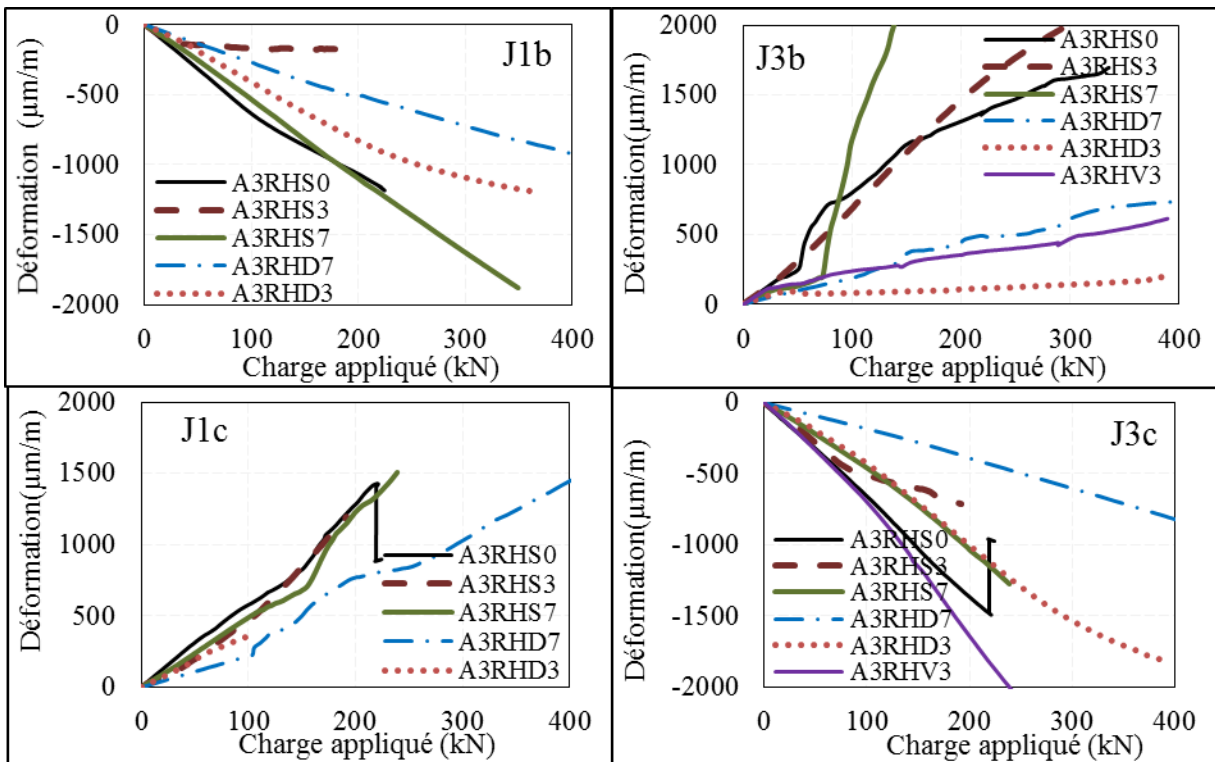 J1b
Déformation (µm/m)
0
-500
-1000
-1500
-2000
A3RHS0
A3RHS3
A3RHS7
A3RHD7
A3RHD3
0 100 200 300 400
Charge appliqué (kN)
J3b
Déformation(µm/m)
2000
1500
1000
500
0
A3RHS0
A3RHS3
A3RHS7
A3RHD7
A3RHD3
A3RHV3
0 100 200 300 400
Charge appliqué (kN)
J1c
Déformation(µm/m)
2000
1500
1000
500
0
A3RHS0
A3RHS3
A3RHS7
A3RHD7
A3RHD3
0 100 200 300 400
Charge appliqué (kN)
J3c
Déformation(µm/m)
0
-500
-1000
-1500
-2000
A3RHS0
A3RHS3
A3RHS7
A3RHD7
A3RHD3
A3RHV3
0 100 200 300 400
Charge appliqué (kN)